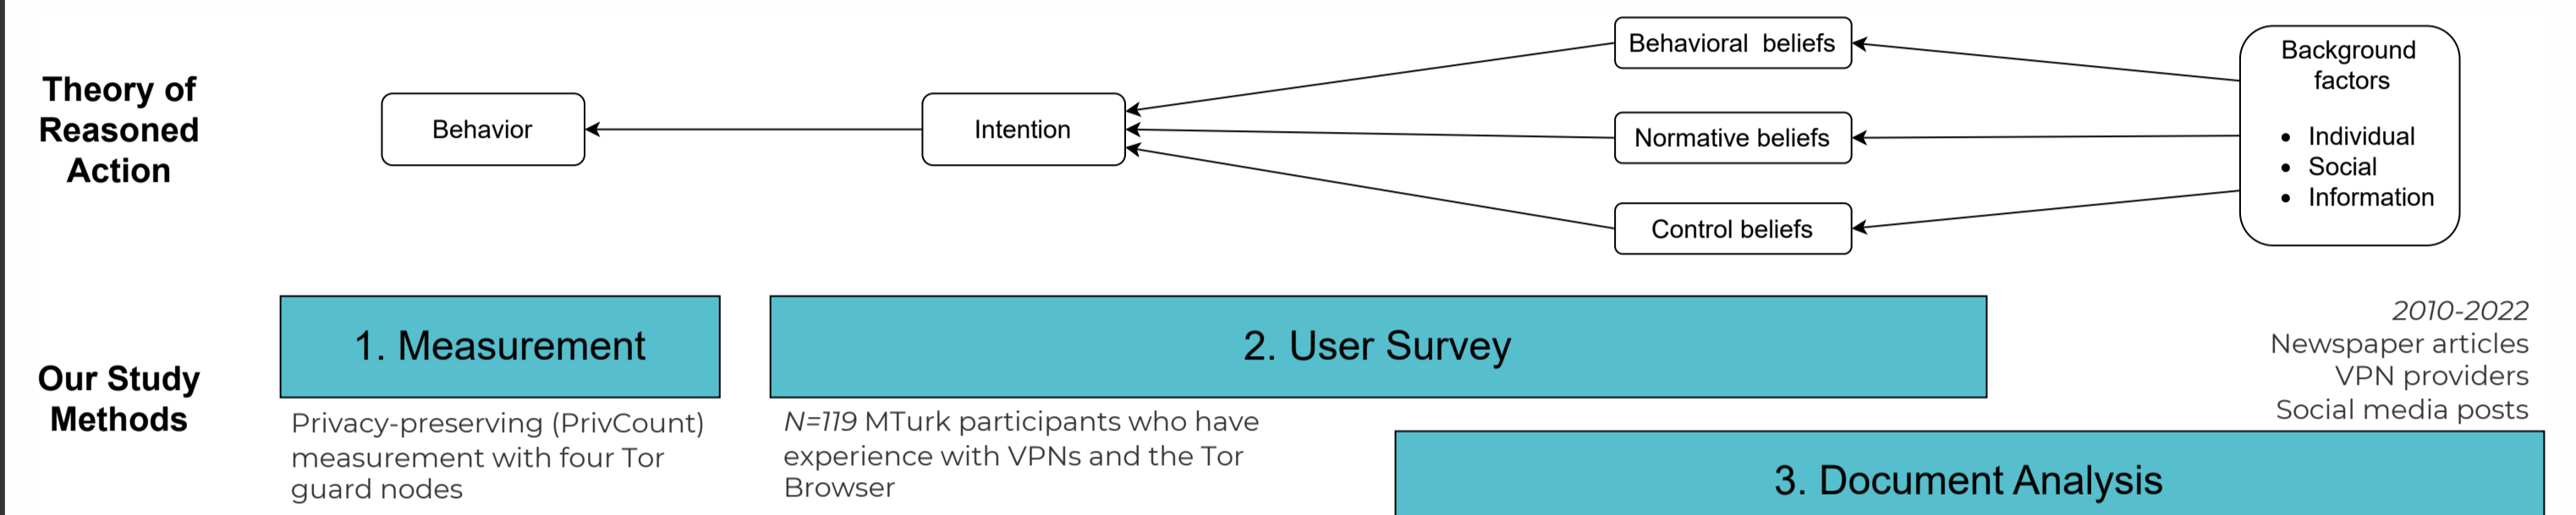 Theory of
Reasoned
Action
Behavior
Intention
Behavioral beliefs
Normative beliefs
Control beliefs
Background
factors
• Individual
• Social
• Information
Our Study
Methods
1. Measurement
Privacy-preserving (PrivCount)
measurement with four Tor
guard nodes
2. User Survey
N=119 MTurk participants who have
experience with VPNs and the Tor
Browser
2010-2022
Newspaper articles
VPN providers
Social media posts
3. Document Analysis